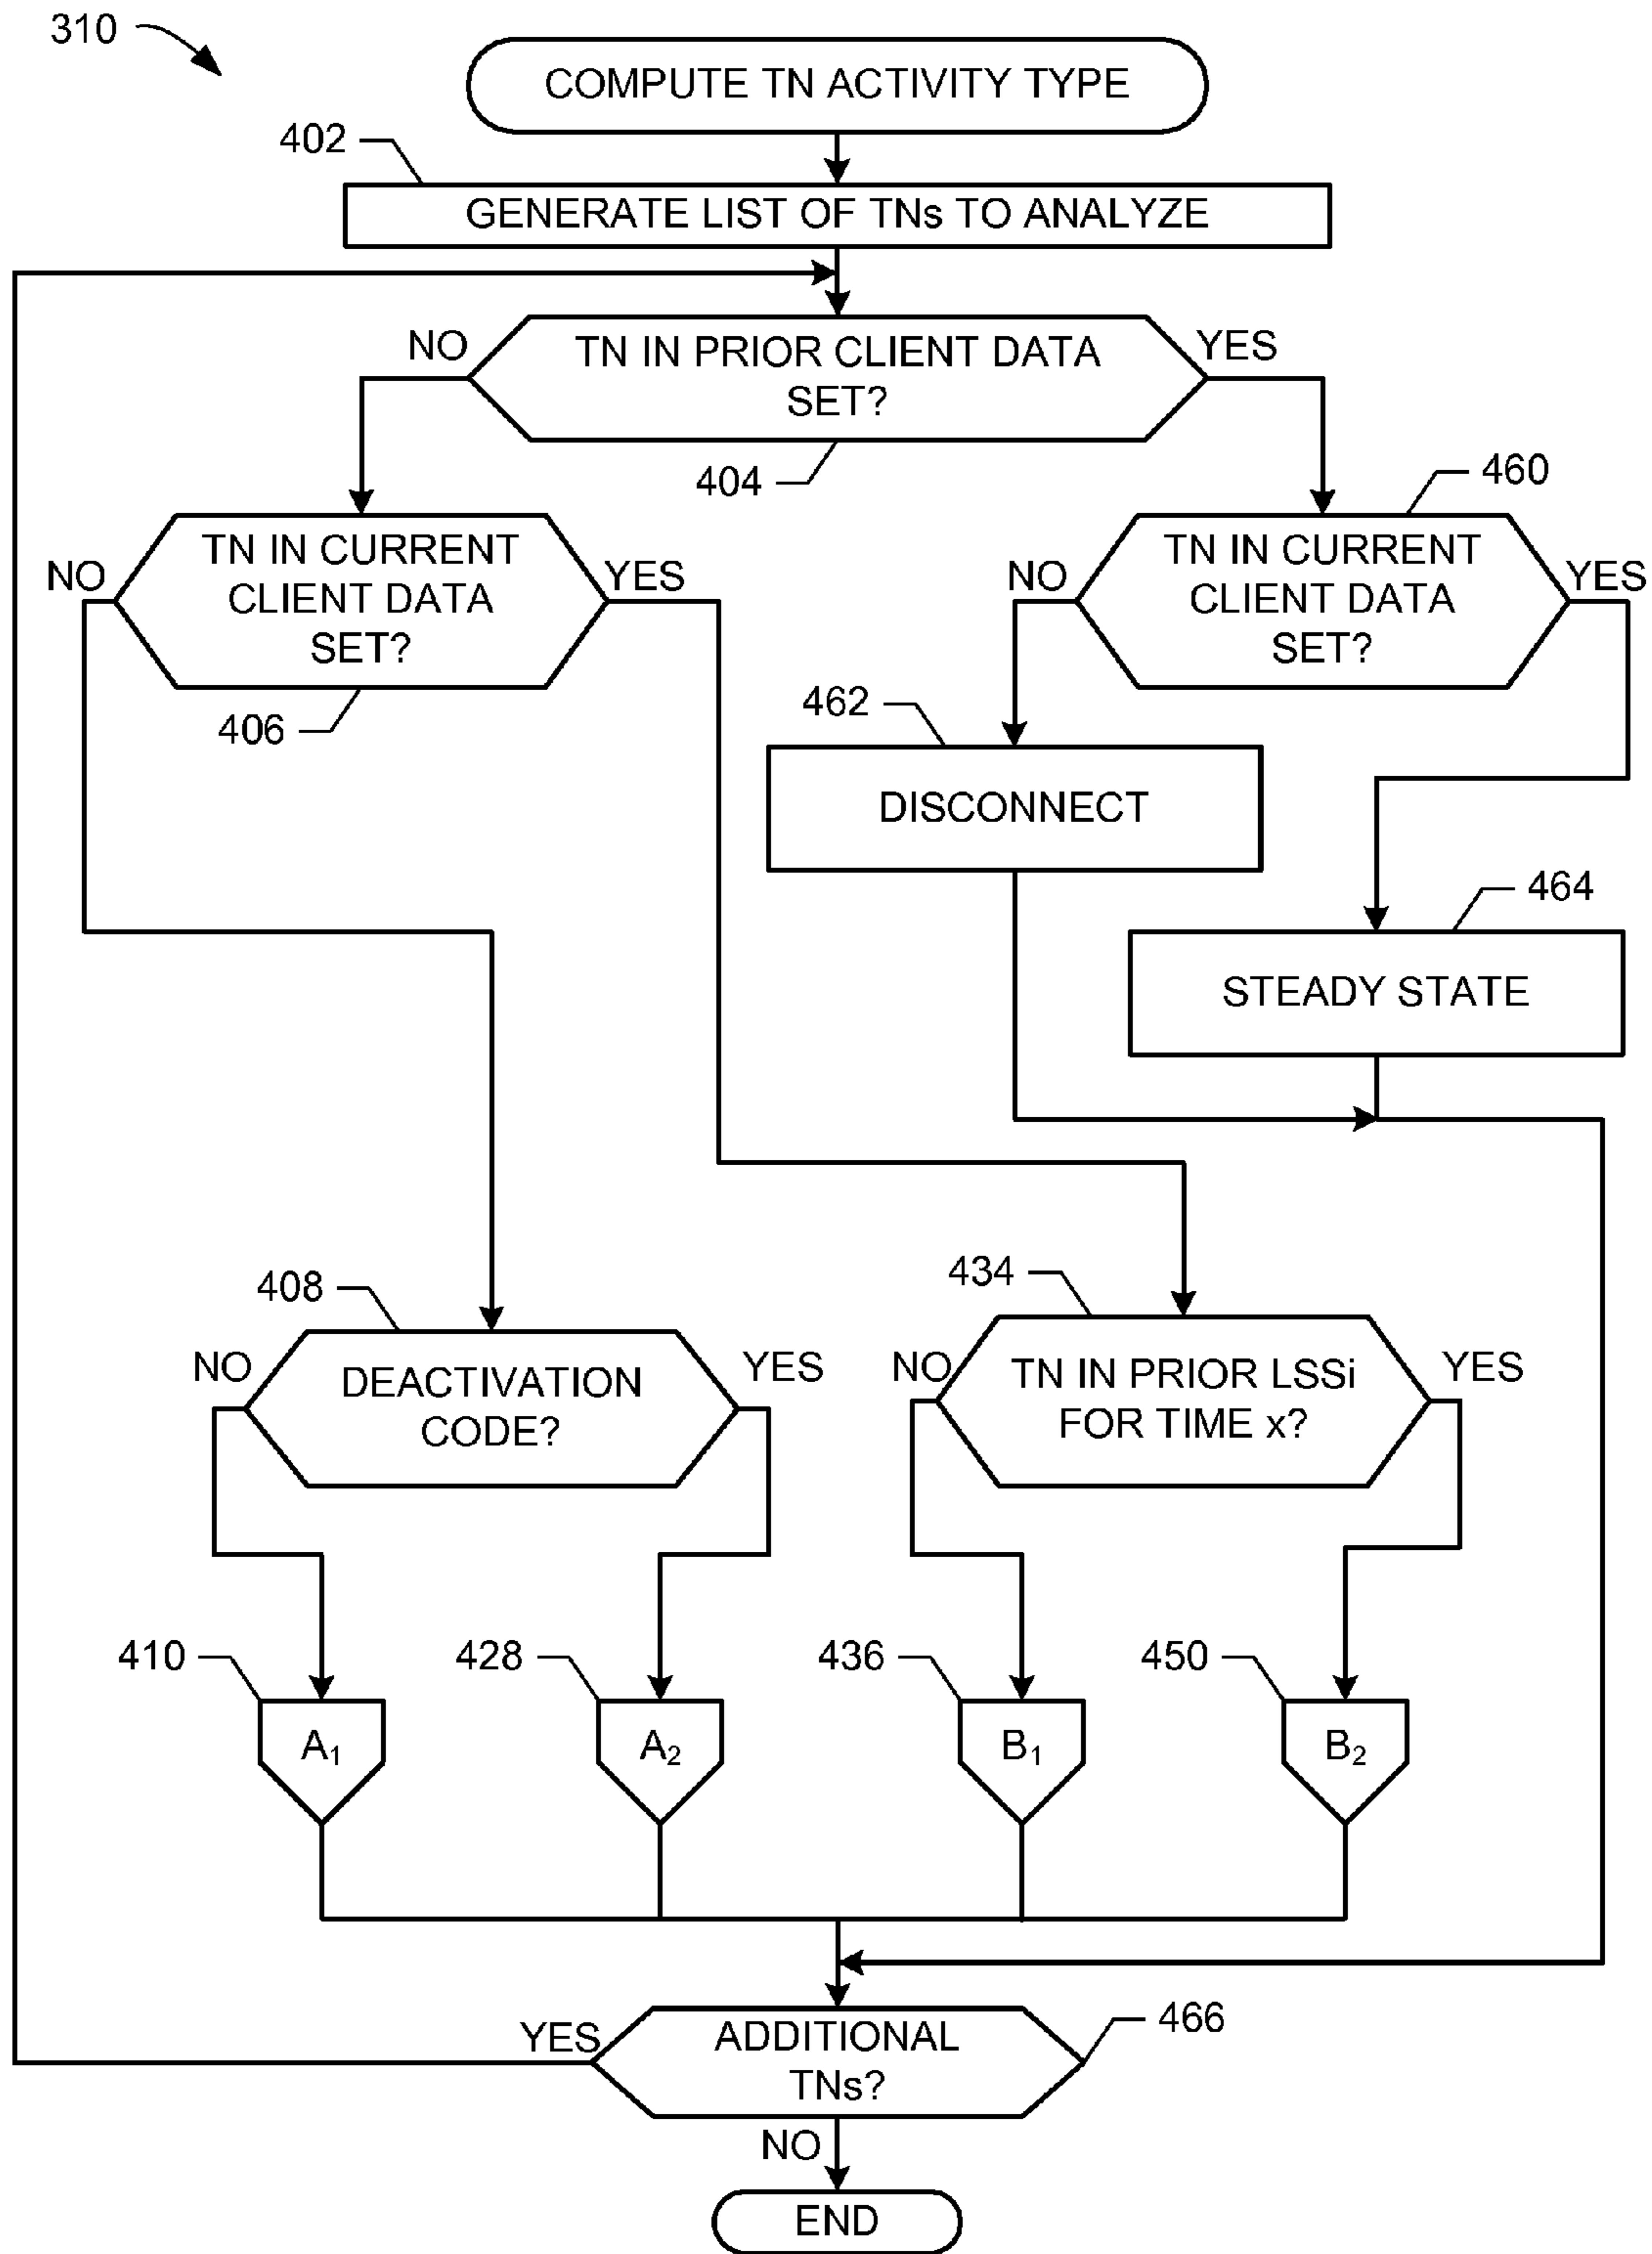 310
COMPUTE TN ACTIVITY TYPE
402
GENERATE LIST OF TNs TO ANALYZE
NO
TN IN PRIOR CLIENT DATA
SET?
YES
404
460
NO
TN IN CURRENT
CLIENT DATA
SET?
YES
406
NO
TN IN CURRENT
CLIENT DATA
SET?
YES
462
DISCONNECT
464
STEADY STATE
408
NO
DEACTIVATION
CODE?
YES
434
NO
TN IN PRIOR LSSi
FOR TIME x?
YES
410
A₁
428
A₂
436
B₁
450
B₂
YES
ADDITIONAL
TNs?
466
NO
END